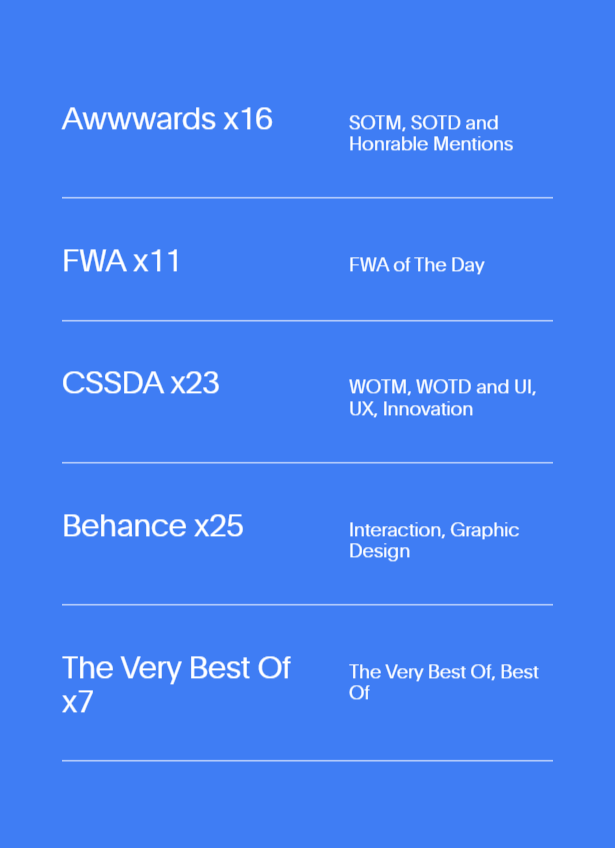 Awwwards x16
SOTM, SOTD and
Honrable Mentions
FWA x11
FWA of The Day
CSSDA x23
WOTM, WOTD and UI,
UX, Innovation
Behance x25
Interaction, Graphic
Design
The Very Best Of
x7
The Very Best Of, Best
Of